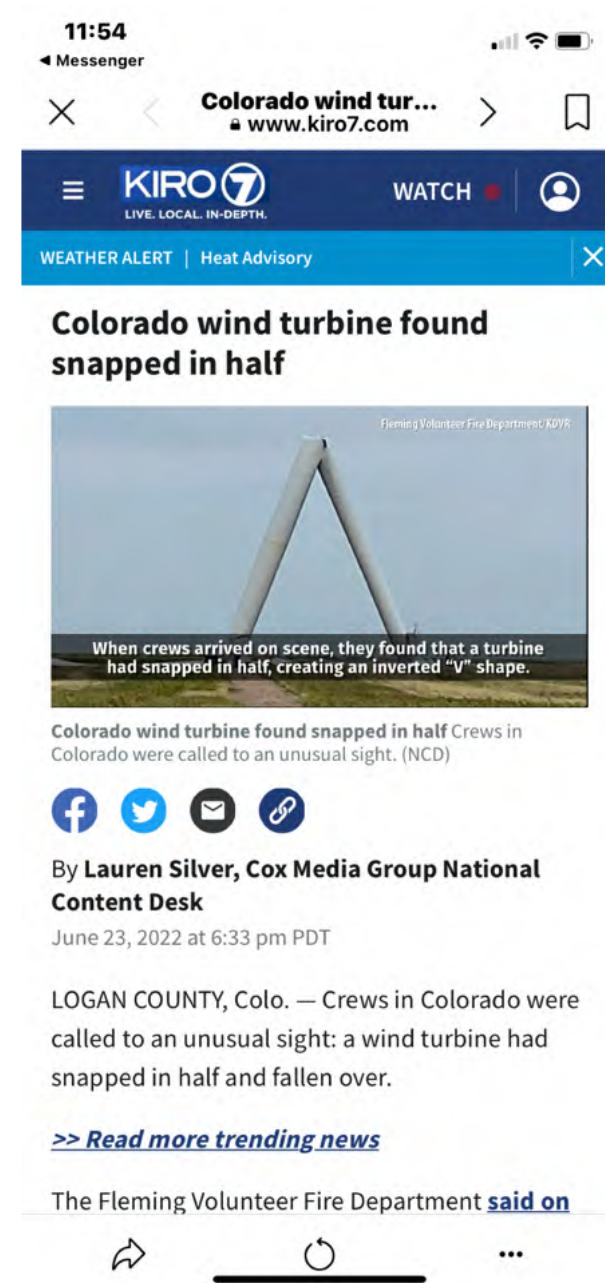 11:54
◀ Messenger
Colorado wind tur...
www.kiro7.com
KIRO 7
LIVE. LOCAL. IN-DEPTH.
WATCH
WEATHER ALERT | Heat Advisory
Colorado wind turbine found
snapped in half
Fleming Volunteer Fire Department/KDVR
When crews arrived on scene, they found that a turbine
had snapped in half, creating an inverted “V” shape.
Colorado wind turbine found snapped in half Crews in
Colorado were called to an unusual sight. (NCD)
By Lauren Silver, Cox Media Group National
Content Desk
June 23, 2022 at 6:33 pm PDT
LOGAN COUNTY, Colo. — Crews in Colorado were
called to an unusual sight: a wind turbine had
snapped in half and fallen over.
>> Read more trending news
The Fleming Volunteer Fire Department said on